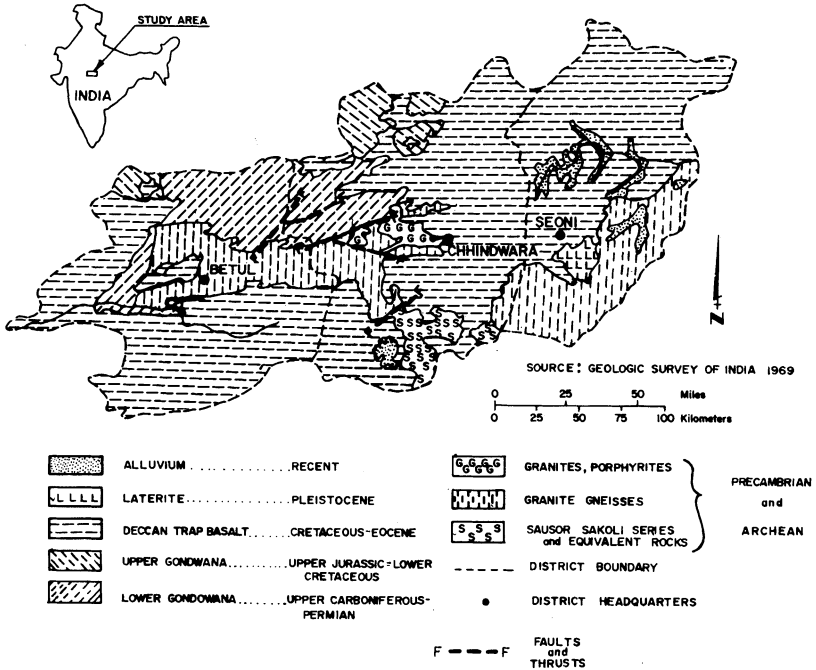 STUDY AREA
INDIA
SEONI
CHHINDWARA
BETUL
N
SOURCE: GEOLOGIC SURVEY OF INDIA 1969
0 25 50 Miles
0 25 50 75 100 Kilometers
ALLUVIUM............RECENT
LATERITE............PLEISTOCENE
DECCAN TRAP BASALT......CRETACEOUS-EOCENE
UPPER GONDWANA.........UPPER JURASSIC-LOWER
CRETACEOUS
LOWER GONDOWANA........UPPER CARBONIFEROUS-
PERMIAN
GRANITES, PORPHYRITES
GRANITE GNEISSES
SAUSOR SAKOLI SERIES
and EQUIVALENT ROCKS
PRECAMBRIAN
and
ARCHEAN
DISTRICT BOUNDARY
DISTRICT HEADQUARTERS
F F FAULTS
and
THRUSTS